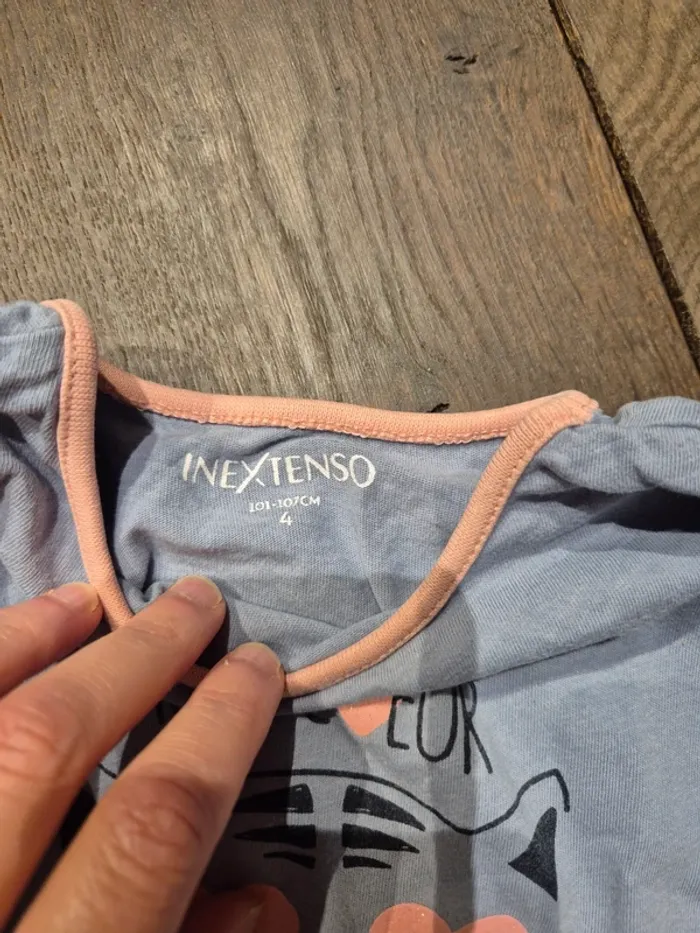 INEXTENSO
101-107CM
4
EUR